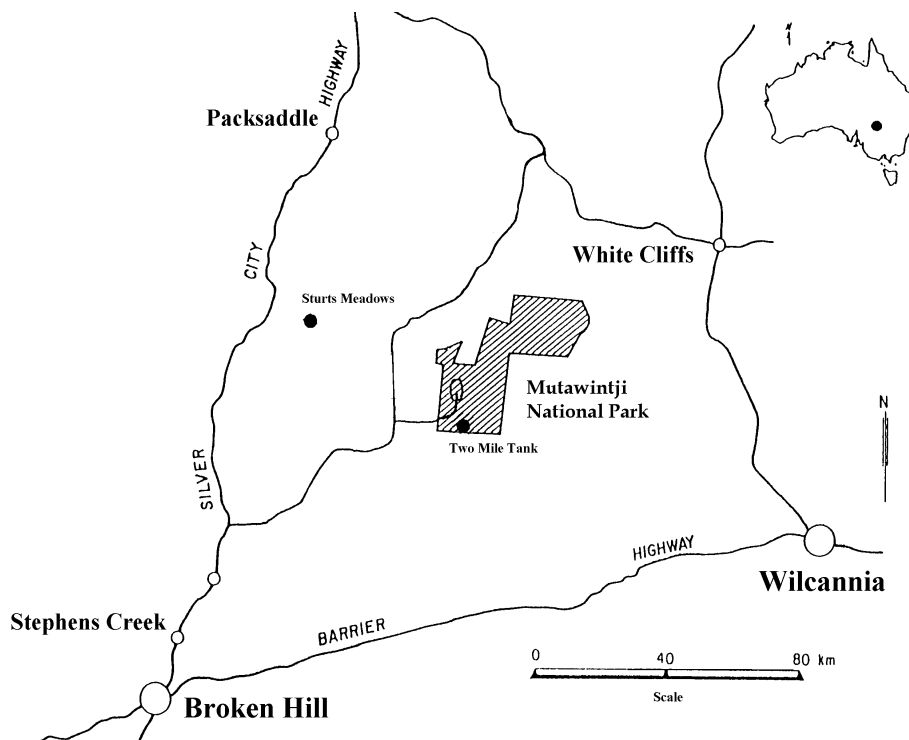 HIGHWAY
Packsaddle
CITY
White Cliffs
Sturts Meadows
Mutawintji
National Park
N
Two Mile Tank
SILVER
HIGHWAY
Wilcannia
Stephens Creek
BARRIER
0 40 80 km
Scale
Broken Hill